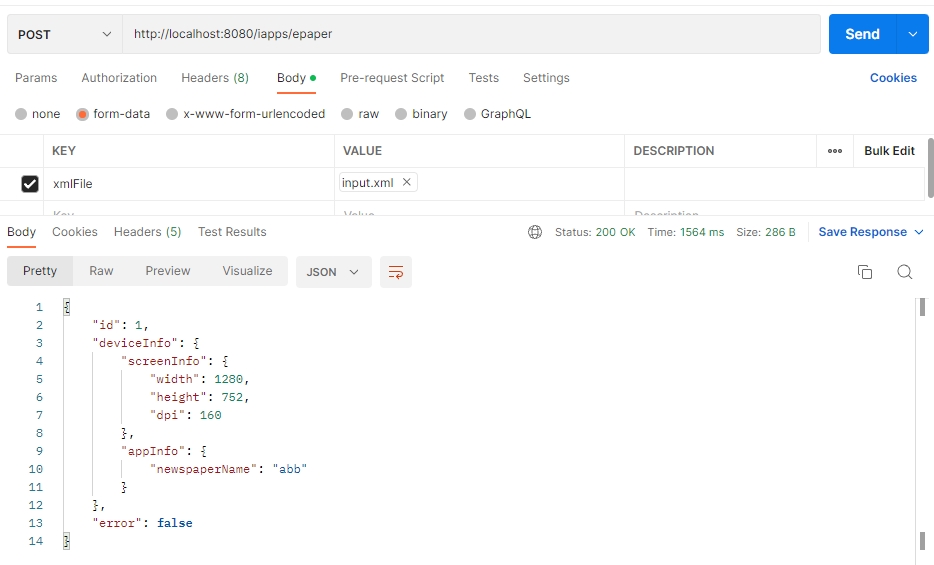 POST http://localhost:8080/iapps/epaper Send
Params Authorization Headers (8) Body Pre-request Script Tests Settings Cookies
none form-data x-www-form-urlencoded raw binary GraphQL
KEY VALUE DESCRIPTION ••• Bulk Edit
xmlFile input.xml ×
Key Value Description
Body Cookies Headers (5) Test Results Status: 200 OK Time: 1564 ms Size: 286 B Save Response
Pretty Raw Preview Visualize JSON
1 {
2 "id": 1,
3 "deviceInfo": {
4 "screenInfo": {
5 "width": 1280,
6 "height": 752,
7 "dpi": 160
8 },
9 "appInfo": {
10 "newspaperName": "abb"
11 }
12 },
13 "error": false
14 }